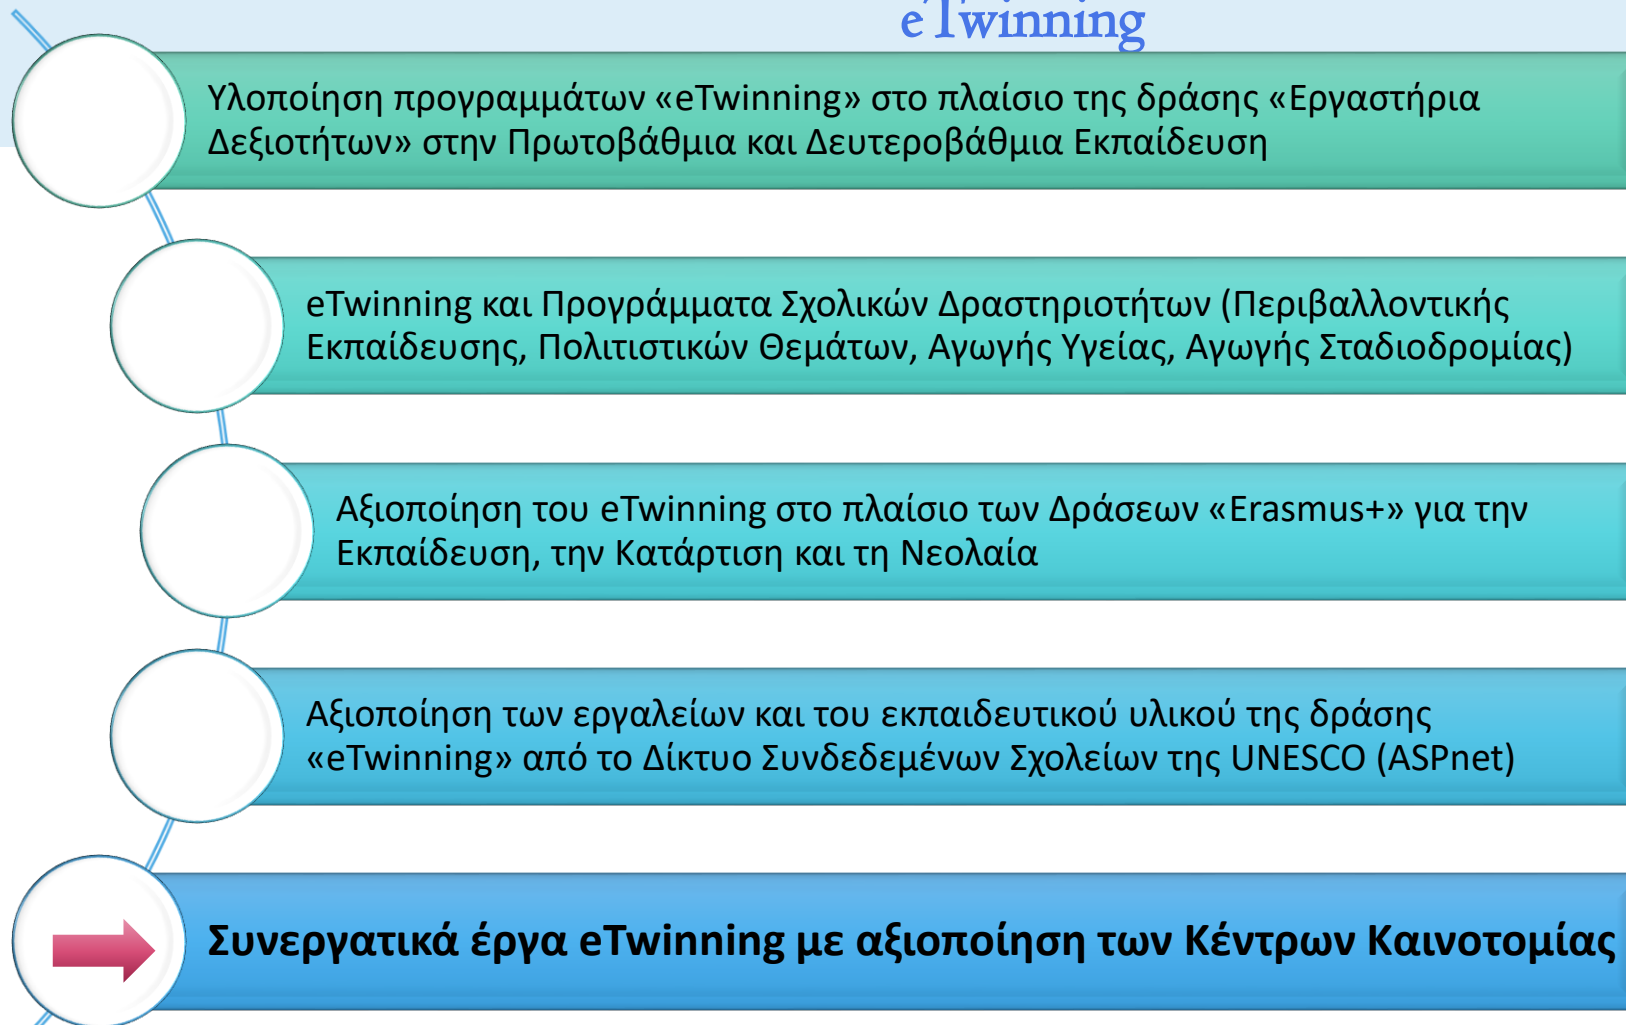 eTwinning
Υλοποίηση προγραμμάτων «eTwinning» στο πλαίσιο της δράσης «Εργαστήρια
Δεξιοτήτων» στην Πρωτοβάθμια και Δευτεροβάθμια Εκπαίδευση
eTwinning και Προγράμματα Σχολικών Δραστηριοτήτων (Περιβαλλοντικής
Εκπαίδευσης, Πολιτιστικών Θεμάτων, Αγωγής Υγείας, Αγωγής Σταδιοδρομίας)
Αξιοποίηση του eTwinning στο πλαίσιο των Δράσεων «Erasmus+» για την
Εκπαίδευση, την Κατάρτιση και τη Νεολαία
Αξιοποίηση των εργαλείων και του εκπαιδευτικού υλικού της δράσης
«eTwinning» από το Δίκτυο Συνδεδεμένων Σχολείων της UNESCO (ASPnet)
Συνεργατικά έργα eTwinning με αξιοποίηση των Κέντρων Καινοτομίας